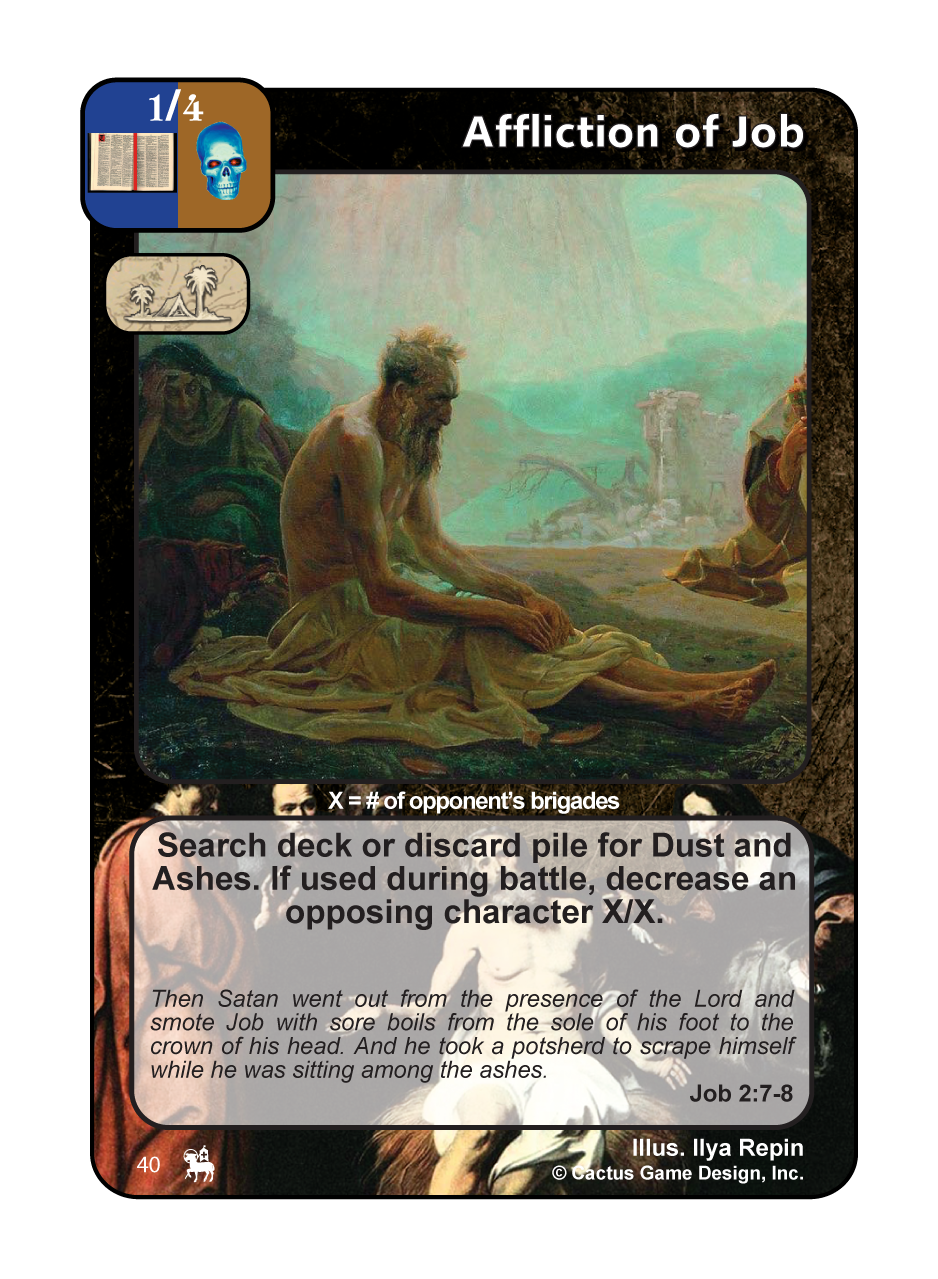 1/4
Affliction of Job
X = # of opponent's brigades
Search deck or discard pile for Dust and
Ashes. If used during battle, decrease an
opposing character X/X.
Then Satan went out from the presence of the Lord and
smote Job with sore boils from the sole of his foot to the
crown of his head. And he took a potsherd to scrape himself
while he was sitting among the ashes.
Job 2:7-8
Illus. Ilya Repin
40
© Cactus Game Design, Inc.